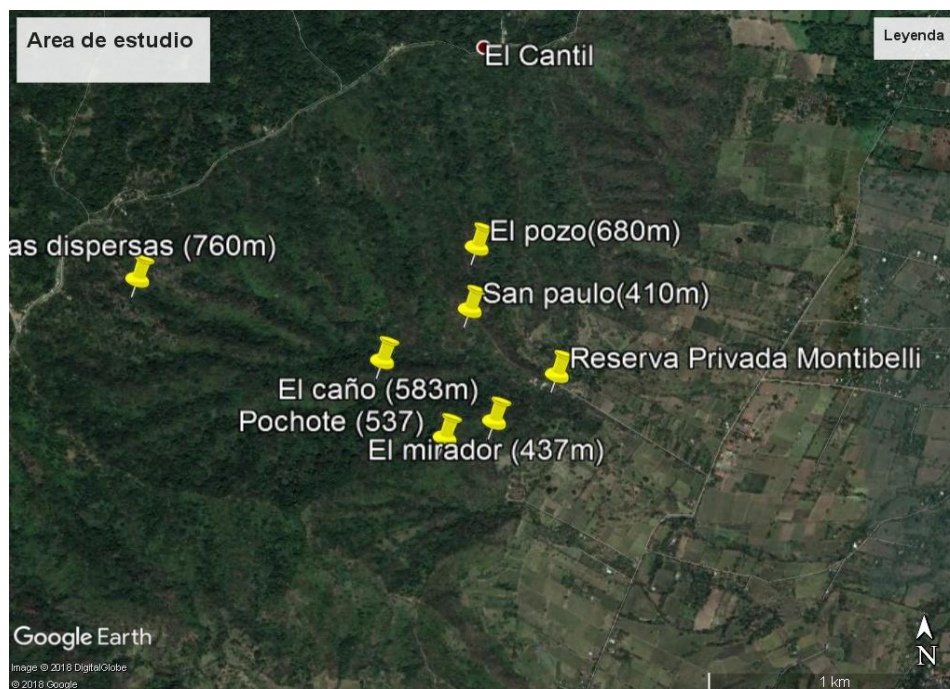 Area de estudio
Leyenda
El Cantil
El pozo(680m)
as dispersas (760m)
San paulo(410m)
Reserva Privada Montibelli
El caño (583m)
Pochote (537)
El mirador (437m)
Google Earth
N
Image © 2018 DigitalGlobe
© 2018 Google
1 km